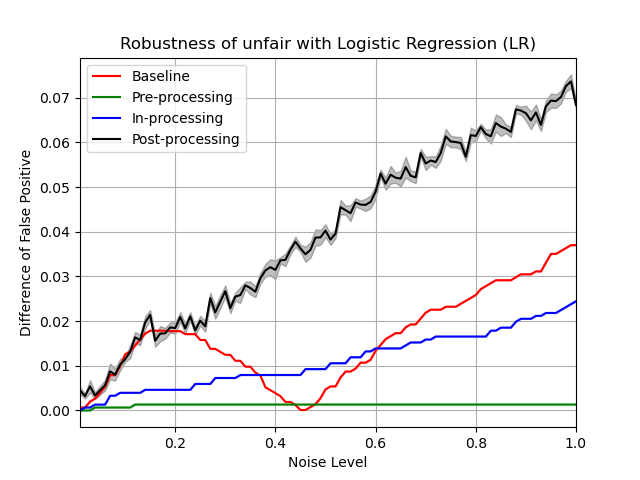 Robustness of unfair with Logistic Regression (LR)
Baseline
Pre-processing
In-processing
Post-processing
Difference of False Positive
0.07
0.06
0.05
0.04
0.03
0.02
0.01
0.00
0.2 0.4 0.6 0.8 1.0
Noise Level